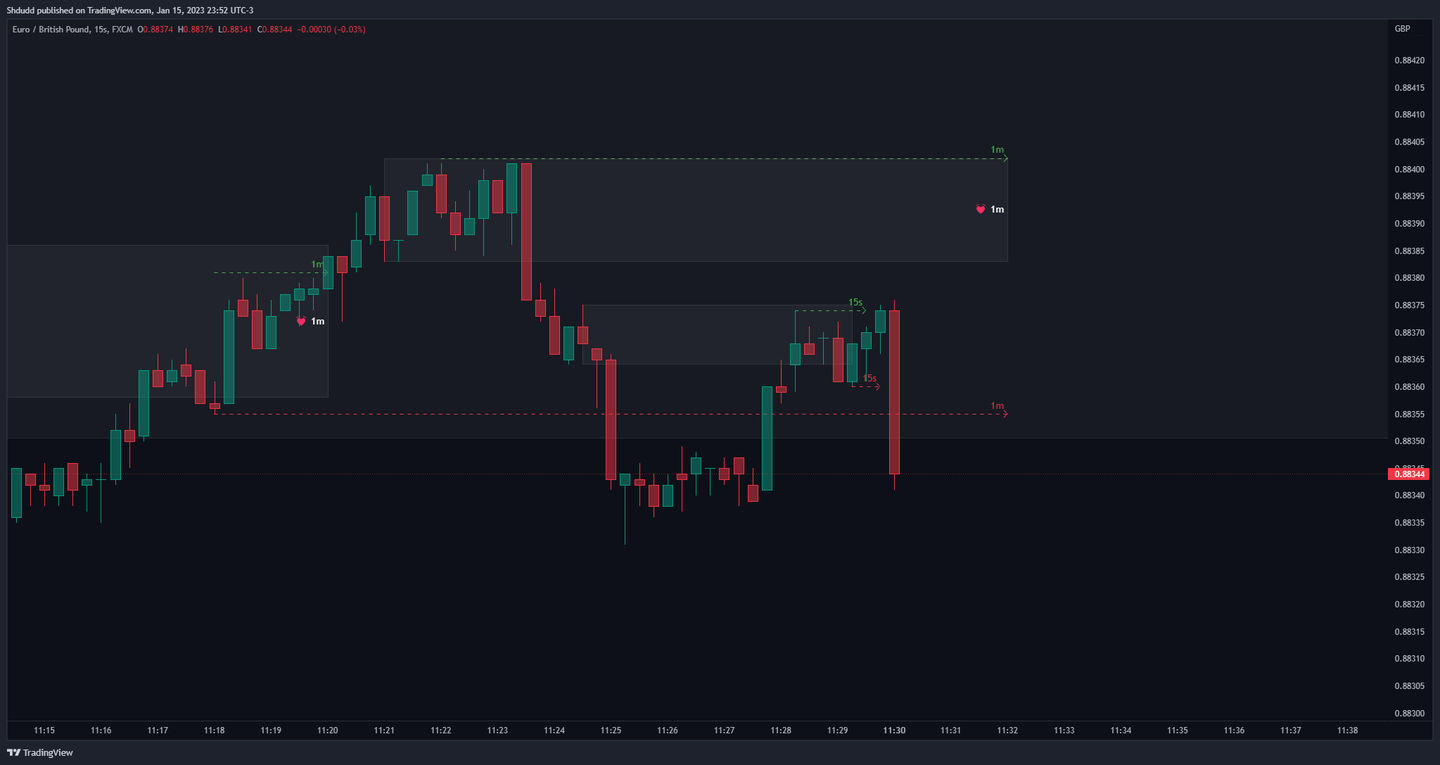 Shdudd published on TradingView.com, Jan 15, 2023 23:52 UTC-3
Euro / British Pound, 15s, FXCM O0.88374 H0.88376 L0.88341 C0.88344 −0.00030 (−0.03%)
GBP
0.88420
0.88415
0.88410
0.88405
1m
0.88400
0.88395
1m
0.88390
0.88385
1m
0.88380
0.88375
15s
1m
0.88370
0.88365
15s
0.88360
1m
0.88355
0.88350
0.88345
0.88344
0.88340
0.88335
0.88330
0.88325
0.88320
0.88315
0.88310
0.88305
0.88300
11:15 11:16 11:17 11:18 11:19 11:20 11:21 11:22 11:23 11:24 11:25 11:26 11:27 11:28 11:29 11:30 11:31 11:32 11:33 11:34 11:35 11:36 11:37 11:38
TradingView